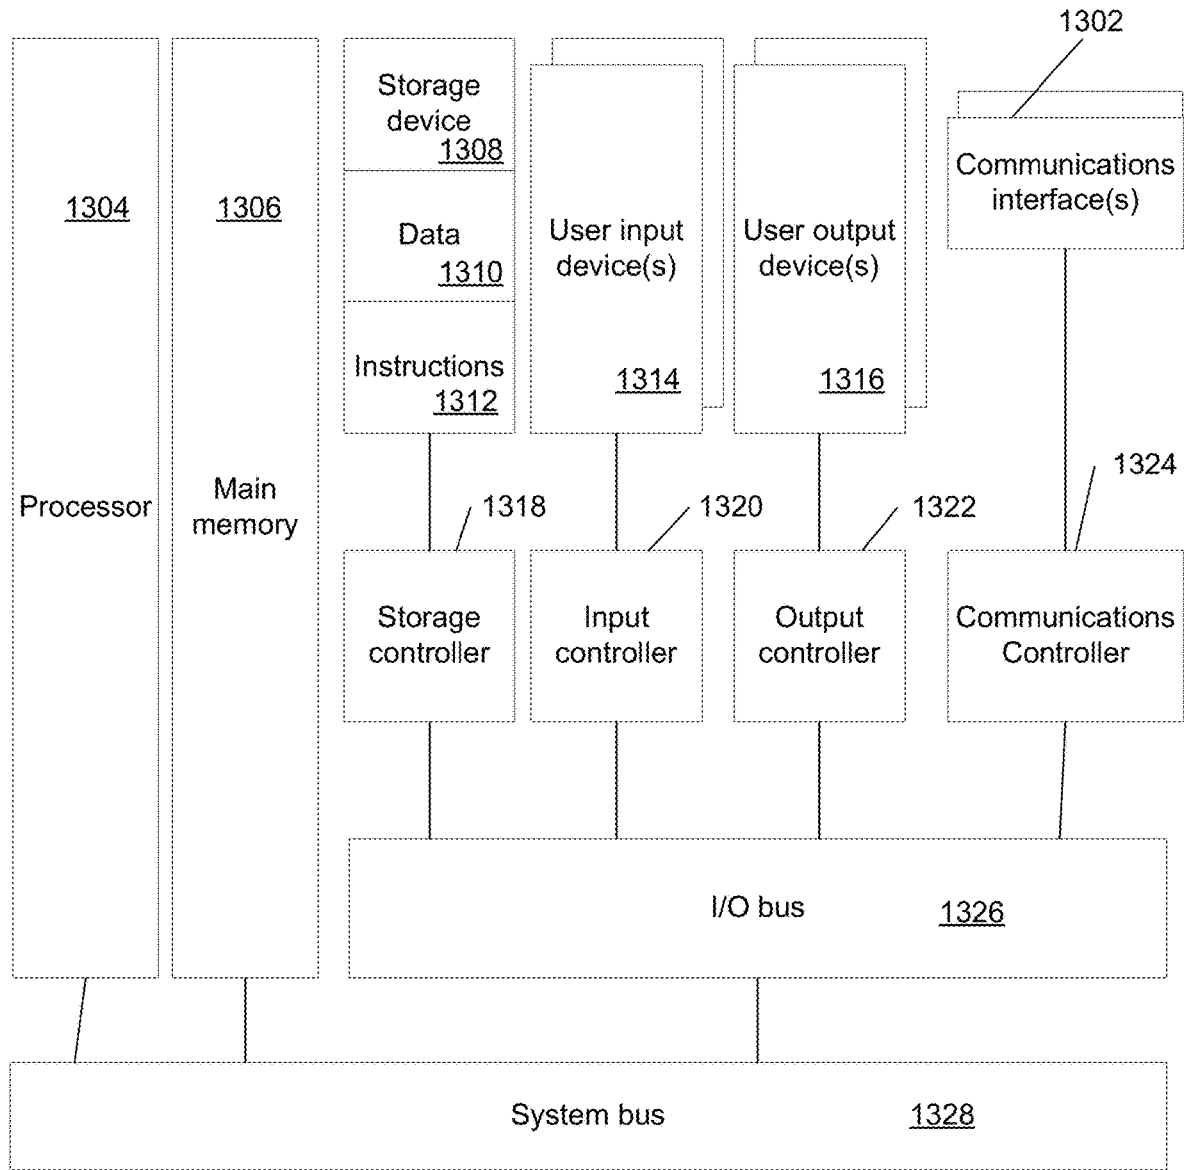 1302
Storage
device
1308
Communications
interface(s)
1304
1306
Data
1310
User input
device(s)
User output
device(s)
Instructions
1312
1314
1316
Processor
Main
memory
1318
1320
1322
1324
Storage
controller
Input
controller
Output
controller
Communications
Controller
I/O bus
1326
System bus
1328